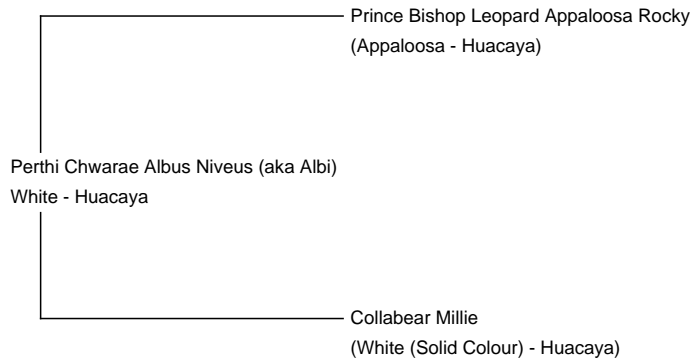 Prince Bishop Leopard Appaloosa Rocky
(Appaloosa - Huacaya)
Perthi Chwarae Albus Niveus (aka Albi)
White - Huacaya
Collabear Millie
(White (Solid Colour) - Huacaya)